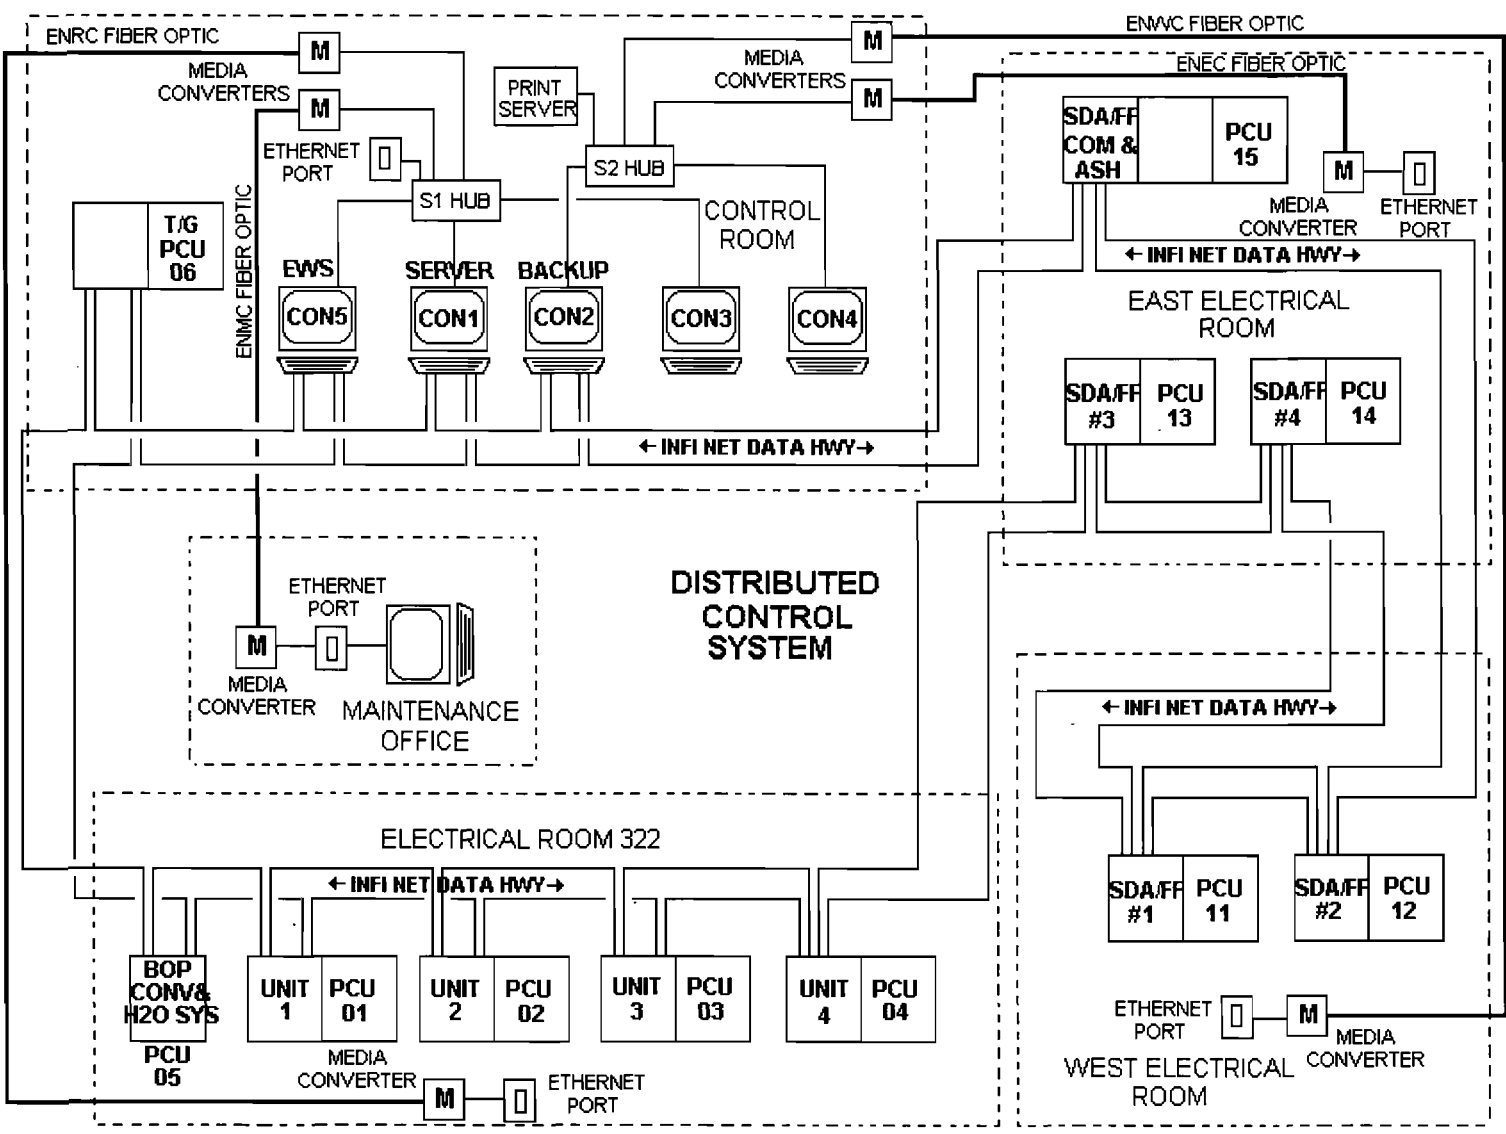 ENRC FIBER OPTIC
M
MEDIA
CONVERTERS
M
ETHERNET
PORT
PRINT
SERVER
MEDIA
CONVERTERS
M
M
ENWC FIBER OPTIC
ENEC FIBER OPTIC
S2 HUB
S1 HUB
CONTROL
ROOM
T/G
PCU
06
ENMC FIBER OPTIC
EWS
CON5
SERVER
CON1
BACKUP
CON2
CON3
CON4
← INFI NET DATA HWY→
SDA/FF
COM &
ASH
PCU
15
M
MEDIA
CONVERTER
ETHERNET
PORT
← INFI NET DATA HWY→
EAST ELECTRICAL
ROOM
SDA/FF
#3
PCU
13
SDA/FF
#4
PCU
14
DISTRIBUTED
CONTROL
SYSTEM
ETHERNET
PORT
M
MEDIA
CONVERTER
MAINTENANCE
OFFICE
← INFI NET DATA HWY→
SDA/FF
#1
PCU
11
SDA/FF
#2
PCU
12
ETHERNET
PORT
M
MEDIA
CONVERTER
WEST ELECTRICAL
ROOM
ELECTRICAL ROOM 322
← INFI NET DATA HWY→
BOP
CONV&
H2O SYS
PCU
05
UNIT
1
PCU
01
UNIT
2
PCU
02
UNIT
3
PCU
03
UNIT
4
PCU
04
MEDIA
CONVERTER
M
ETHERNET
PORT